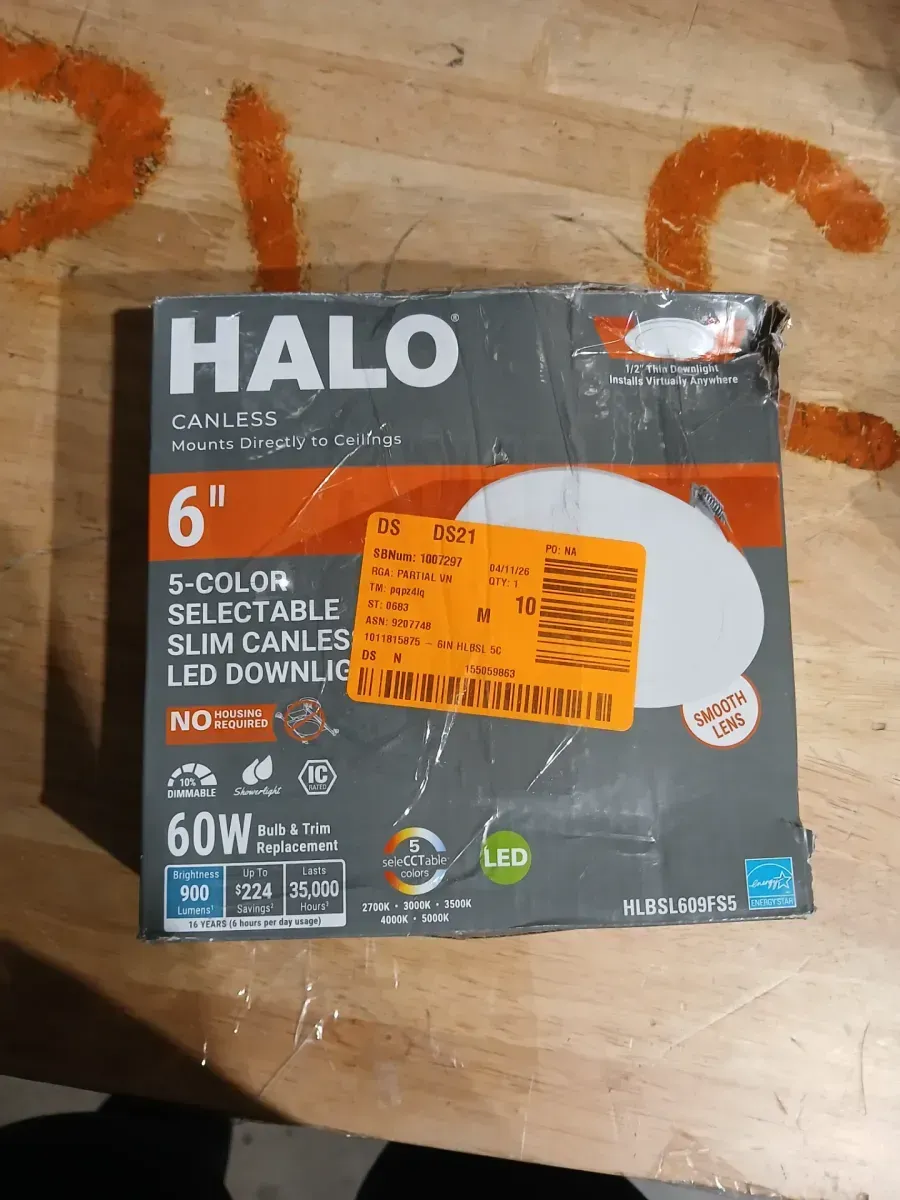 HALO®
CANLESS
Mounts Directly to Ceilings
1/2" Thin Downlight
Installs Virtually Anywhere
6"
5-COLOR
SELECTABLE
SLIM CANLES
LED DOWNLIG
DS DS21
SBNum: 1007297
RGA: PARTIAL VN
TM: pqpz4lq
ST: 0683
ASN: 9207748
1011815875 - 6IN HLBSL 5C
DS N
155059863
PO: NA
04/11/26
QTY: 1
M 10
SMOOTH
LENS
NO HOUSING
REQUIRED
10%
DIMMABLE
Showerlight
IC
RATED
60W Bulb & Trim
Replacement
Brightness
900
Lumens¹
Up To
$224
Savings²
Lasts
35,000
Hours³
16 YEARS (6 hours per day usage)
5
seleCCTable
colors
2700K • 3000K • 3500K
4000K • 5000K
LED
HLBSL609FS5
energy
ENERGY STAR